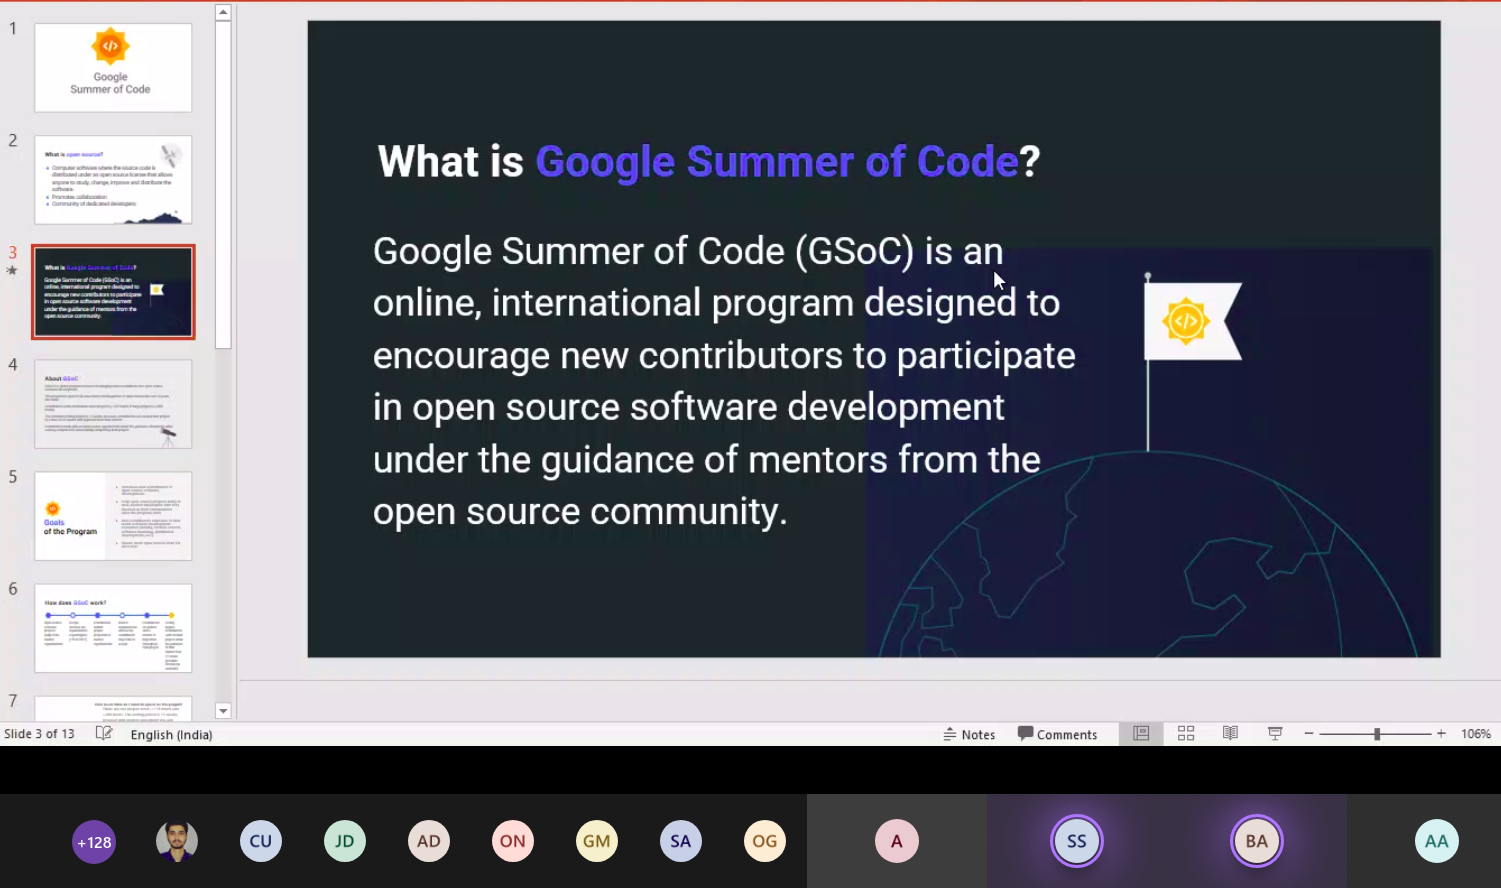 1
Google
Summer of Code
2
What is open source?
Computer software where the source code is
distributed under an open source license that allows
anyone to study, change, improve and distribute the
software.
Promotes collaboration
Community of dedicated developers
3
What is Google Summer of Code?
Google Summer of Code (GSoC) is an
online, international program designed to
encourage new contributors to participate
in open source software development
under the guidance of mentors from the
open source community.
4
About GSoC
5
Goals
of the Program
6
How does GSoC work?
7
What is Google Summer of Code?
Google Summer of Code (GSoC) is an
online, international program designed to
encourage new contributors to participate
in open source software development
under the guidance of mentors from the
open source community.
Slide 3 of 13
English (India)
Notes
Comments
106%
+128
CU
JD
AD
ON
GM
SA
OG
A
SS
BA
AA